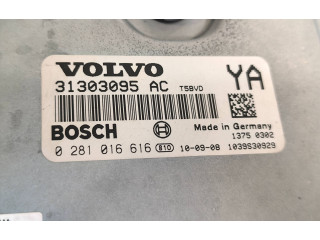 VOLVO
31303095 AC T5BVD YA
BOSCH Made in Germany
1375 0302
0 281 016 616 810 10-09-08 1039S30929